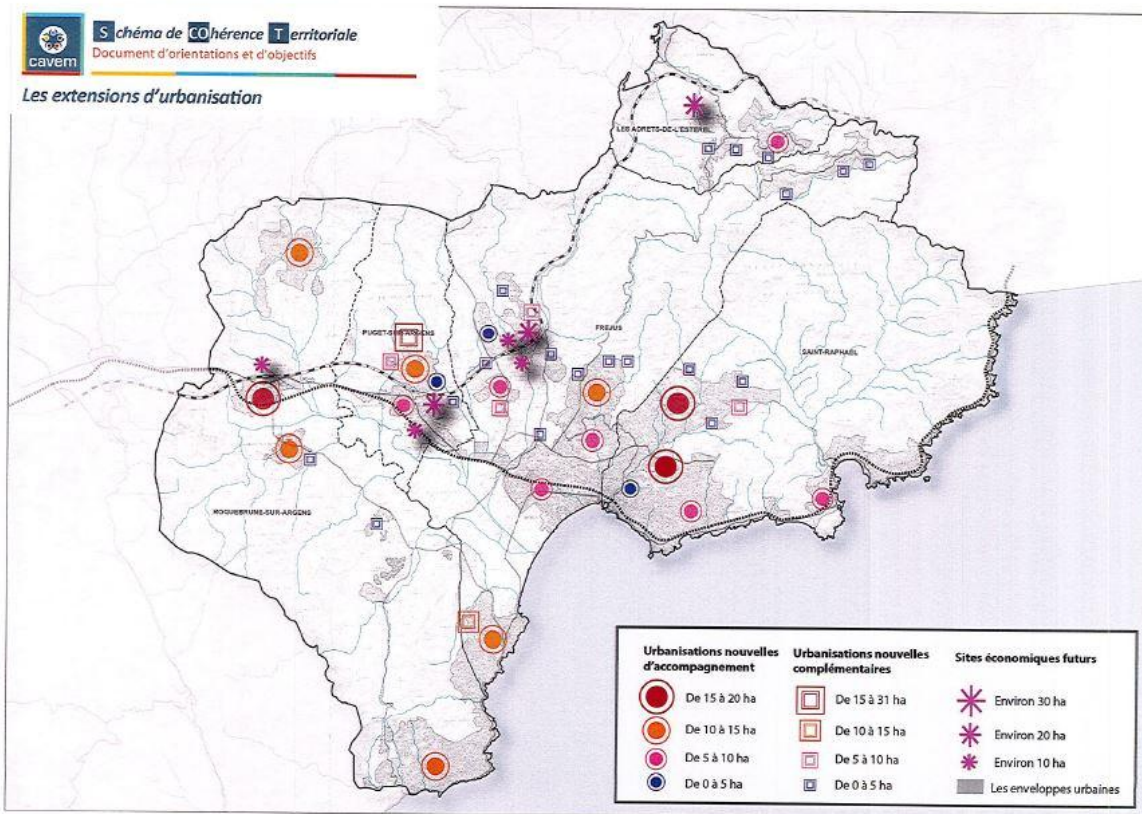 cavem
Schéma de COhérence Territoriale
Document d'orientations et d'objectifs
Les extensions d'urbanisation
LES ADRETS-DE-L'ESTEREL
PUGET-SUR-ARGENS
FREJUS
SAINT-RAPHAËL
ROQUEBRUNE-SUR-ARGENS
Urbanisations nouvelles
d'accompagnement
De 15 à 20 ha
De 10 à 15 ha
De 5 à 10 ha
De 0 à 5 ha
Urbanisations nouvelles
complémentaires
De 15 à 31 ha
De 10 à 15 ha
De 5 à 10 ha
De 0 à 5 ha
Sites économiques futurs
Environ 30 ha
Environ 20 ha
Environ 10 ha
Les enveloppes urbaines